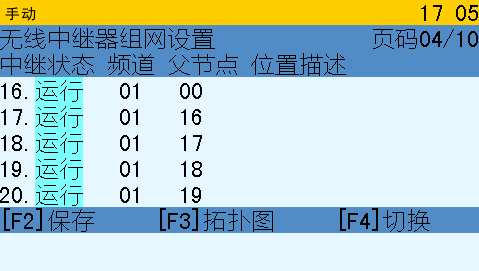 手动 17 05
无线中继器组网设置 页码04/10
中继状态 频道 父节点 位置描述
16.运行 01 00
17.运行 01 16
18.运行 01 17
19.运行 01 18
20.运行 01 19
[F2]保存 [F3]拓扑图 [F4]切换